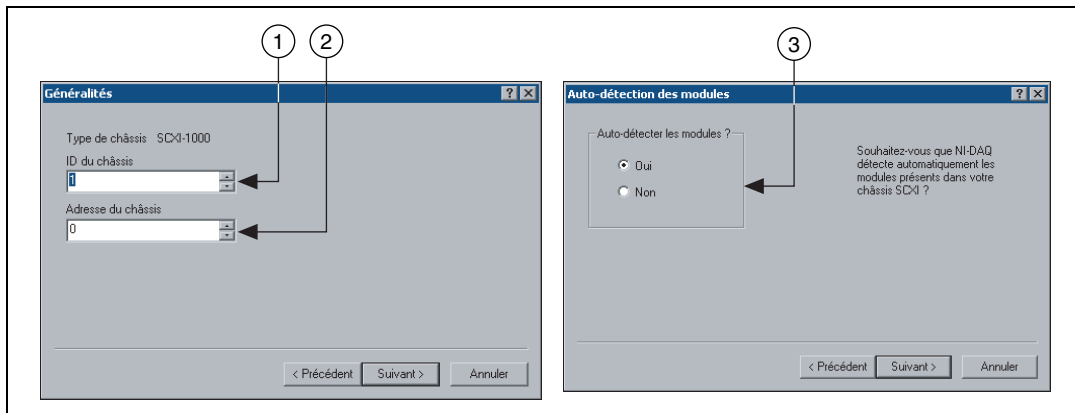 1 2
Généralités
Type de châssis SCXI-1000
ID du châssis
1
Adresse du châssis
0
< Précédent Suivant > Annuler
3
Auto-détection des modules
Auto-détecter les modules ?
Oui
Non
Souhaitez-vous que NI-DAQ
détecte automatiquement les
modules présents dans votre
châssis SCXI ?
< Précédent Suivant > Annuler